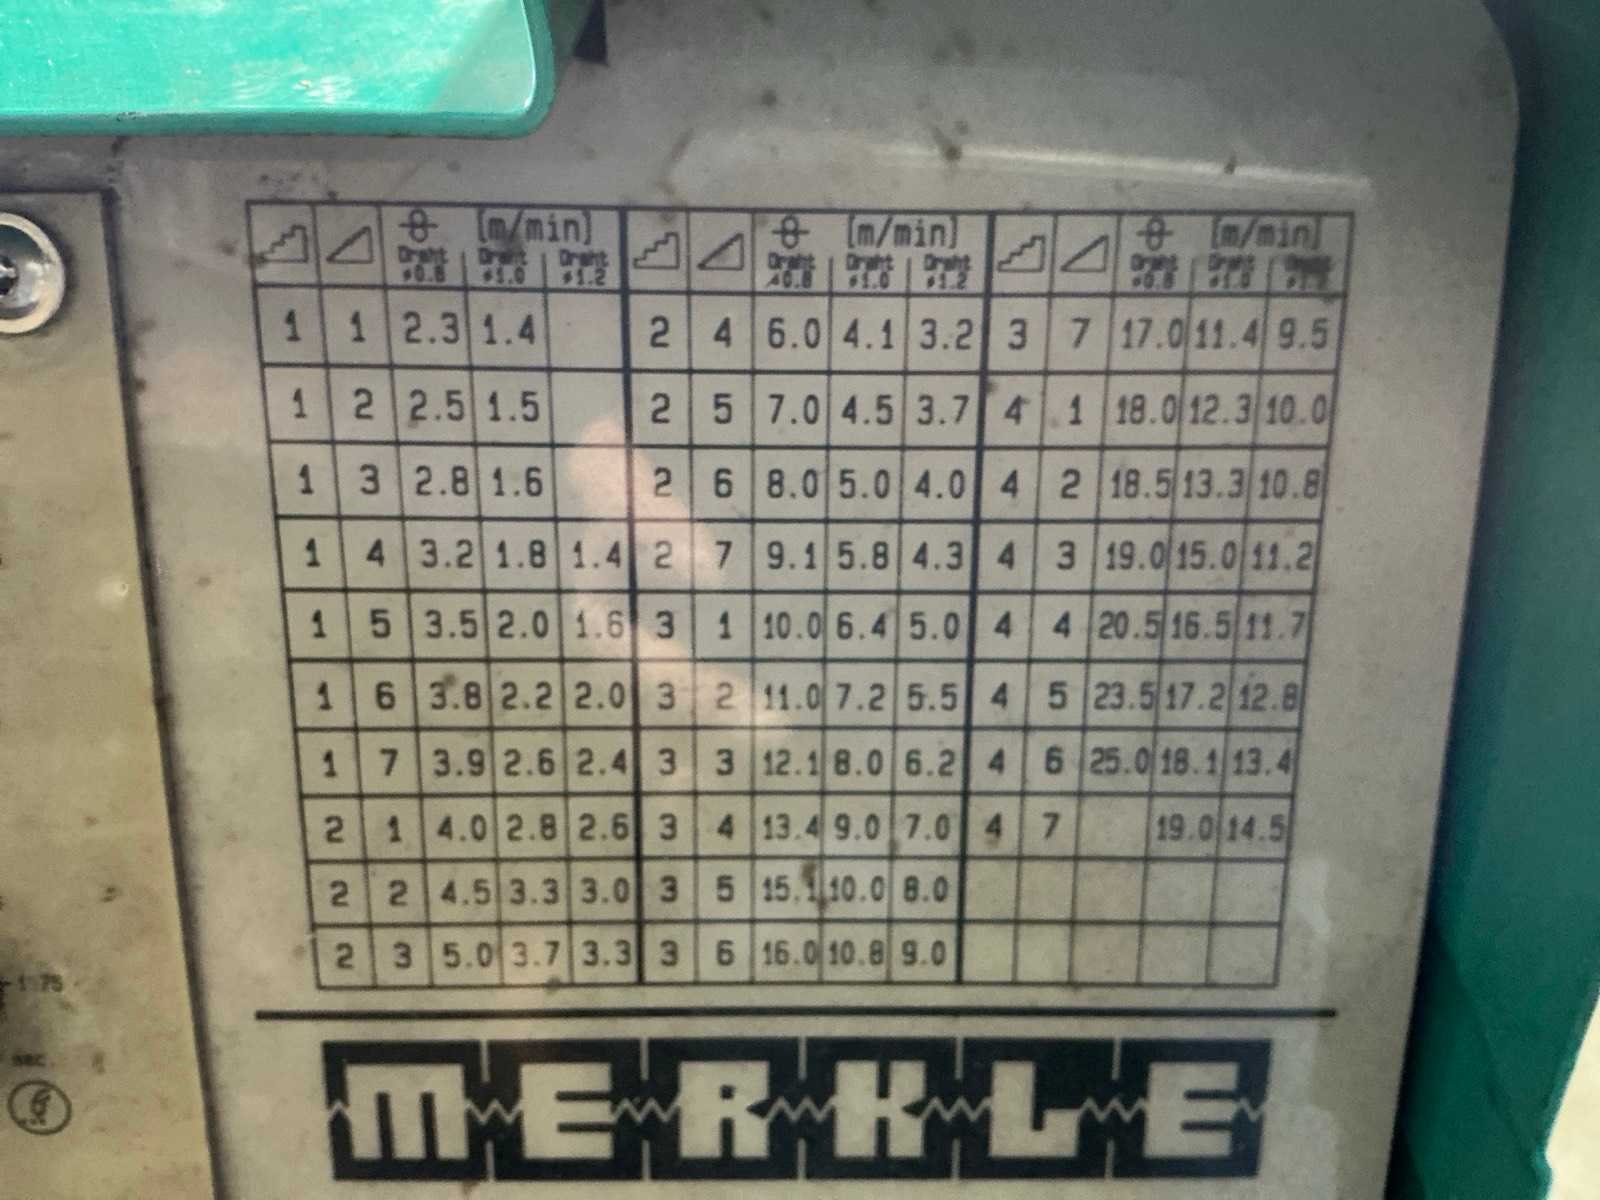 [m/min] [m/min] [m/min]
Draht Draht Draht Draht Draht Draht Draht Draht Draht
ø0.8 ø1.0 ø1.2 ø0.8 ø1.0 ø1.2 ø0.8 ø1.0
1 1 2.3 1.4 2 4 6.0 4.1 3.2 3 7 17.0 11.4 9.5
1 2 2.5 1.5 2 5 7.0 4.5 3.7 4 1 18.0 12.3 10.0
1 3 2.8 1.6 2 6 8.0 5.0 4.0 4 2 18.5 13.3 10.8
1 4 3.2 1.8 1.4 2 7 9.1 5.8 4.3 4 3 19.0 15.0 11.2
1 5 3.5 2.0 1.6 3 1 10.0 6.4 5.0 4 4 20.5 16.5 11.7
1 6 3.8 2.2 2.0 3 2 11.0 7.2 5.5 4 5 23.5 17.2 12.8
1 7 3.9 2.6 2.4 3 3 12.1 8.0 6.2 4 6 25.0 18.1 13.4
2 1 4.0 2.8 2.6 3 4 13.4 9.0 7.0 4 7 19.0 14.5
2 2 4.5 3.3 3.0 3 5 15.1 10.0 8.0
2 3 5.0 3.7 3.3 3 6 16.0 10.8 9.0
MERKLE